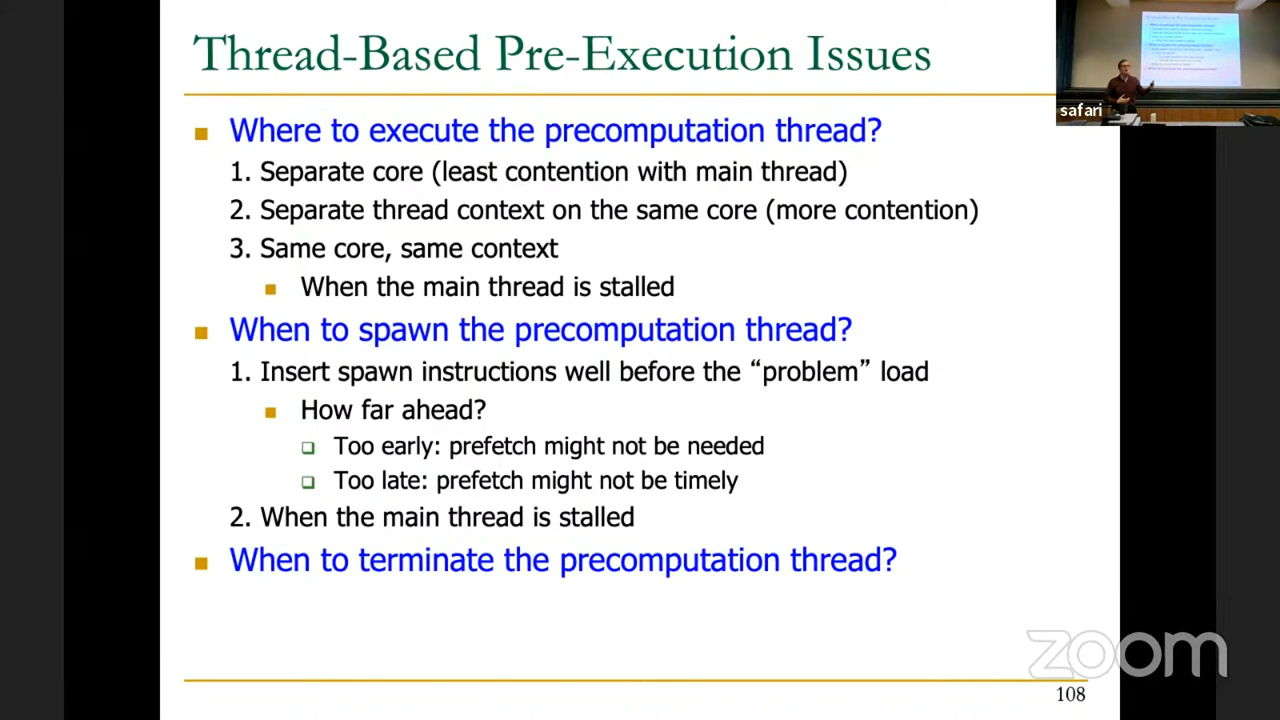 Thread-Based Pre-Execution Issues
safari
Where to execute the precomputation thread?
1. Separate core (least contention with main thread)
2. Separate thread context on the same core (more contention)
3. Same core, same context
When the main thread is stalled
When to spawn the precomputation thread?
1. Insert spawn instructions well before the “problem” load
How far ahead?
Too early: prefetch might not be needed
Too late: prefetch might not be timely
2. When the main thread is stalled
When to terminate the precomputation thread?
zoom
108